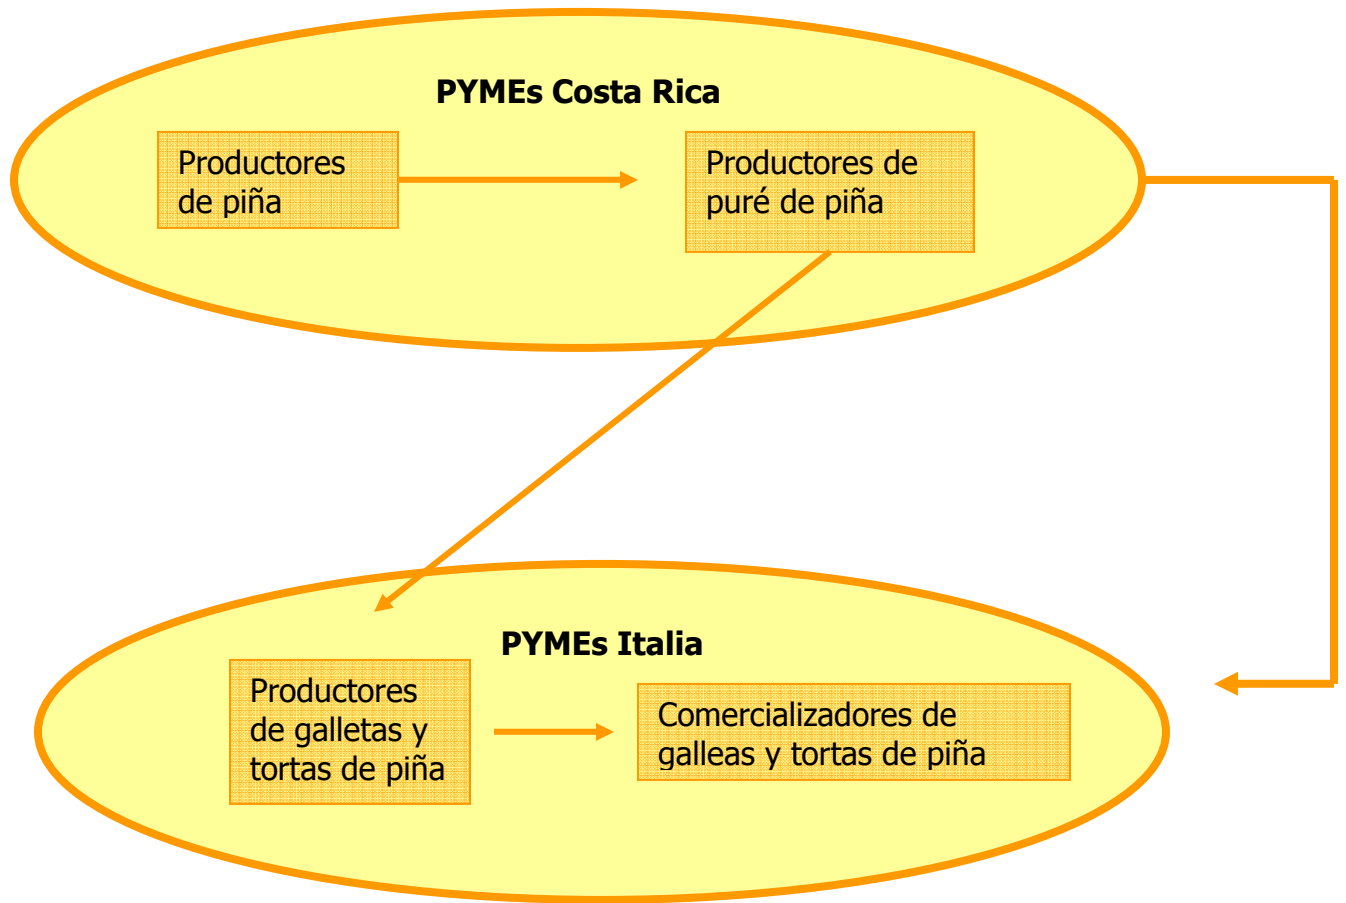 PYMEs Costa Rica
Productores
de piña
Productores de
puré de piña
PYMEs Italia
Productores
de galletas y
tortas de piña
Comercializadores de
galleas y tortas de piña